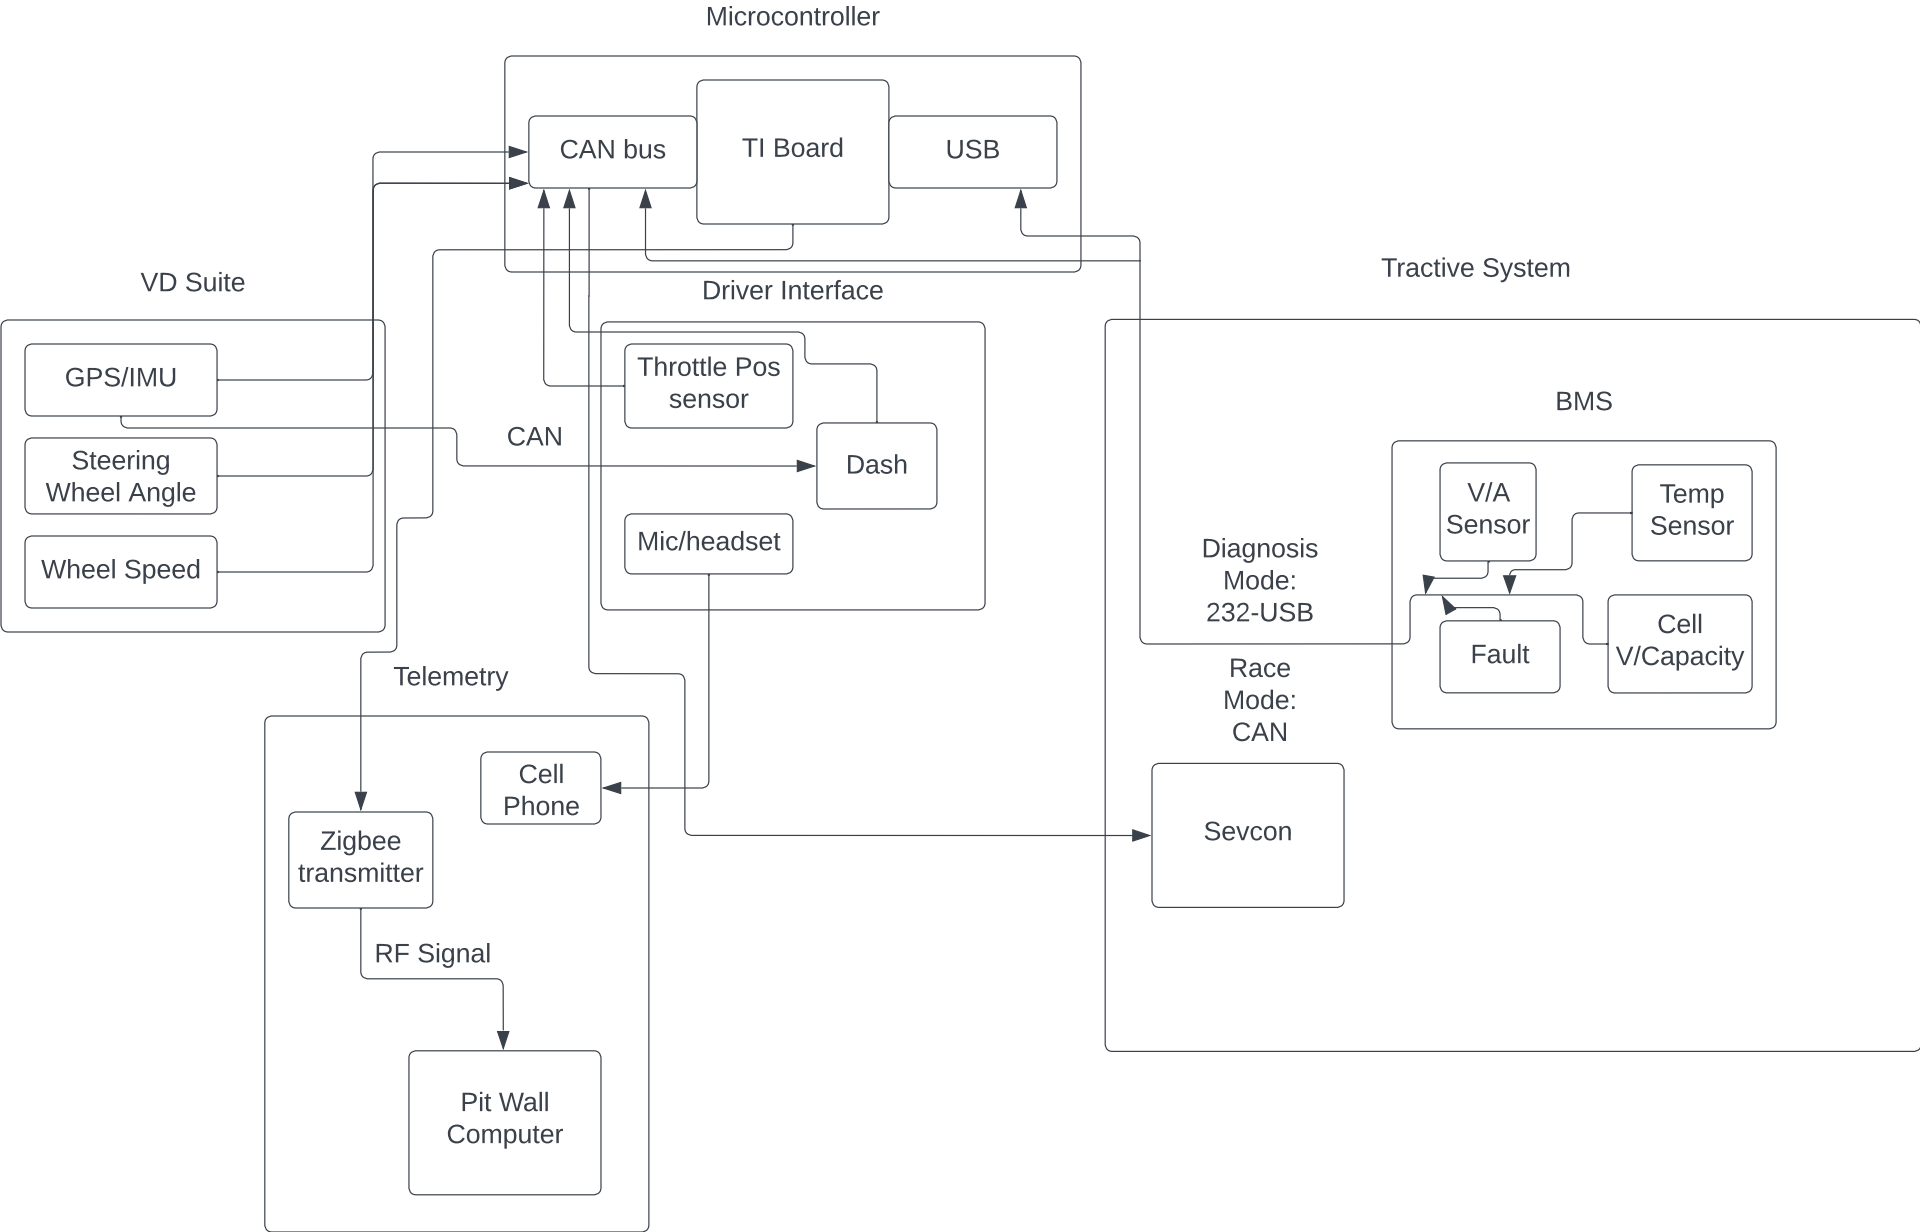 Microcontroller
CAN bus
TI Board
USB
VD Suite
GPS/IMU
Steering
Wheel Angle
Wheel Speed
Driver Interface
Throttle Pos
sensor
CAN
Dash
Mic/headset
Tractive System
BMS
V/A
Sensor
Temp
Sensor
Fault
Cell
V/Capacity
Diagnosis
Mode:
232-USB
Race
Mode:
CAN
Sevcon
Telemetry
Cell
Phone
Zigbee
transmitter
RF Signal
Pit Wall
Computer